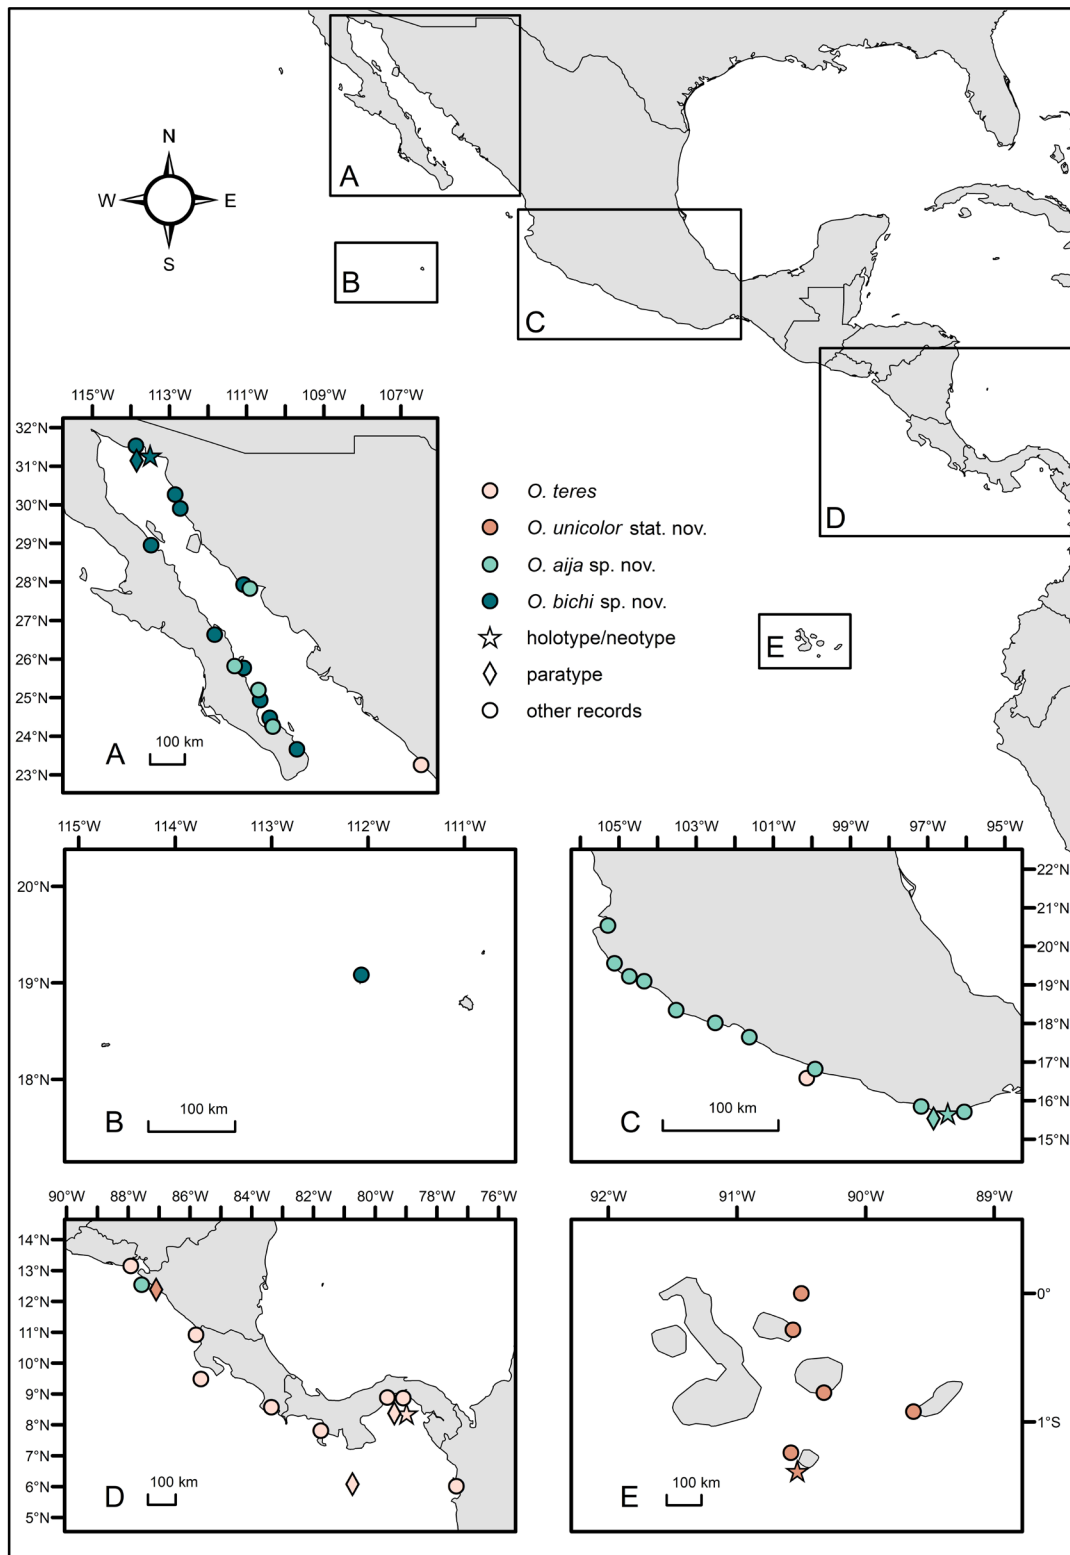 N
W E
S
A
B
C
D
E
115°W 113°W 111°W 109°W 107°W
32°N
31°N
30°N
29°N
28°N
27°N
26°N
25°N
24°N
23°N
A
100 km
O. teres
O. unicolor stat. nov.
O. aija sp. nov.
O. bichi sp. nov.
holotype/neotype
paratype
other records
115°W 114°W 113°W 112°W 111°W
20°N
19°N
18°N
B
100 km
105°W 103°W 101°W 99°W 97°W 95°W
22°N
21°N
20°N
19°N
18°N
17°N
16°N
15°N
C
100 km
90°W 88°W 86°W 84°W 82°W 80°W 78°W 76°W
14°N
13°N
12°N
11°N
10°N
9°N
8°N
7°N
6°N
5°N
D
100 km
92°W 91°W 90°W 89°W
0°
1°S
E
100 km